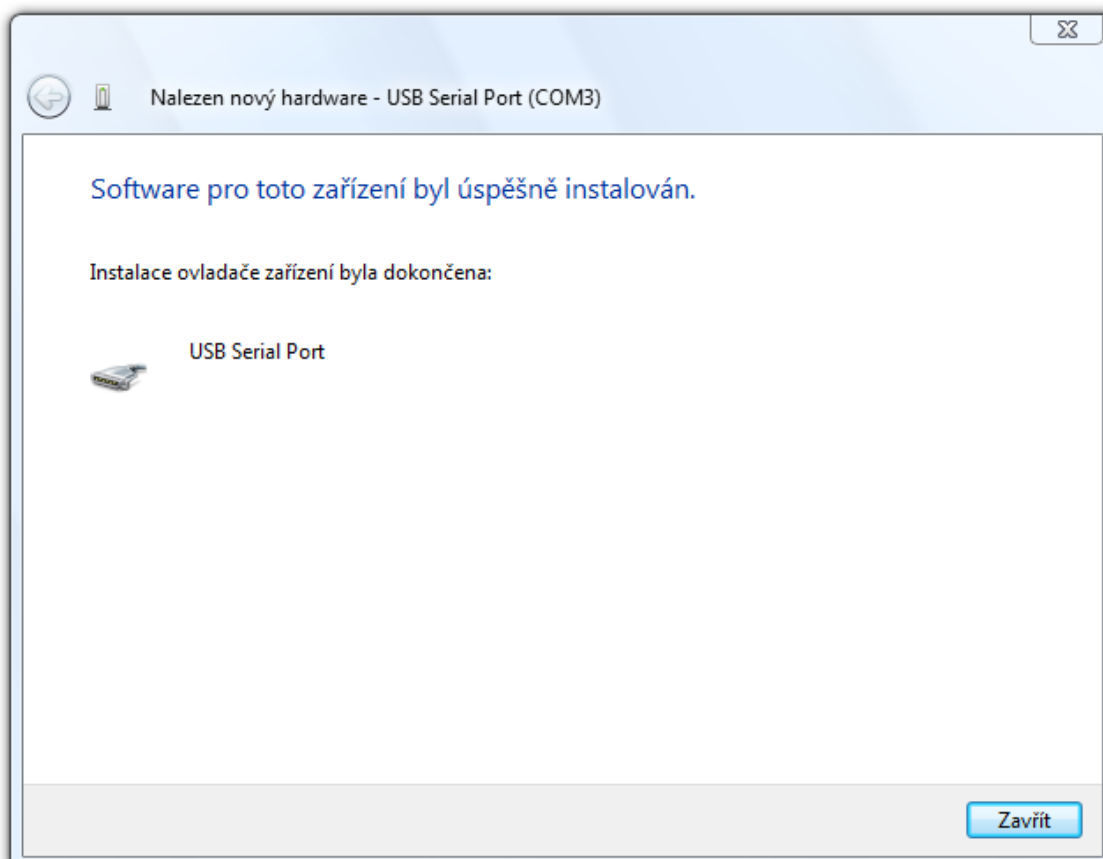 Nalezen nový hardware - USB Serial Port (COM3)
Software pro toto zařízení byl úspěšně instalován.
Instalace ovladače zařízení byla dokončena:
USB Serial Port
Zavřít